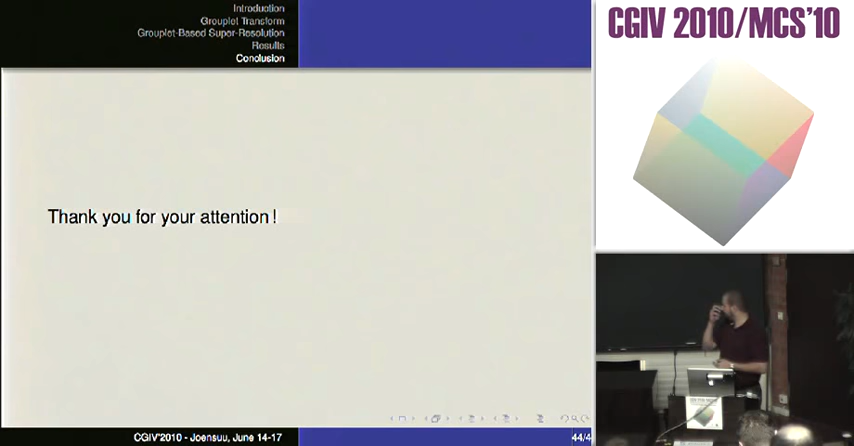 Introduction
Grouplet Transform
Grouplet-Based Super-Resolution
Results
Conclusion
CGIV 2010/MCS'10
Thank you for your attention !
CGIV'2010 - Joensuu, June 14-17
44/4